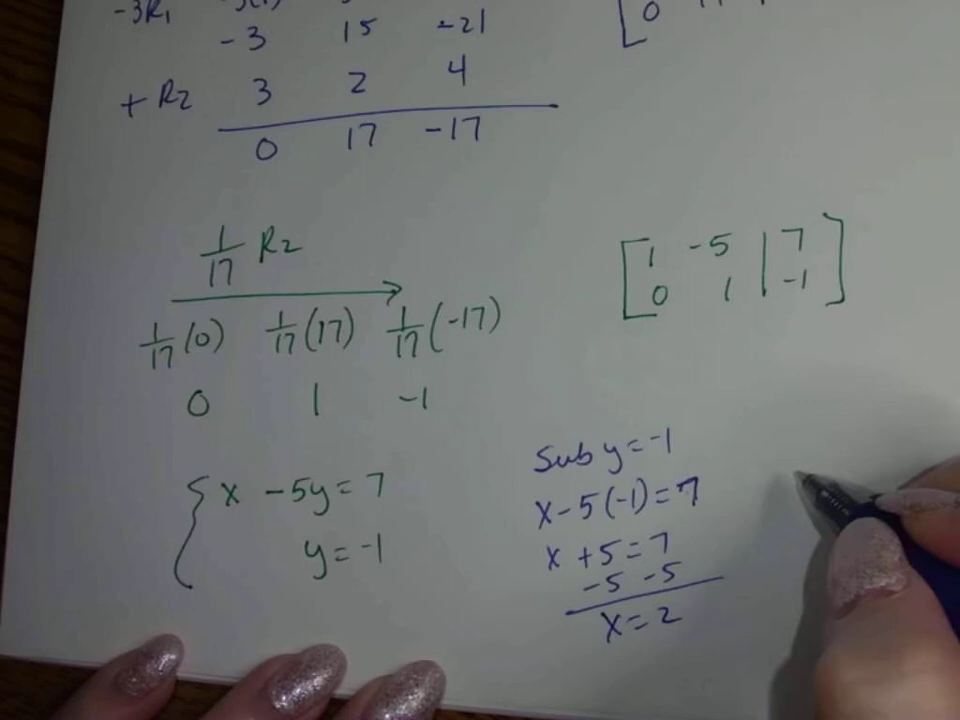 -3R1
-3 15 -21
+ R2 3 2 4
0 17 -17
1/17 R2
1/17(0) 1/17(17) 1/17(-17)
0 1 -1
[1 -5 | 7
0 1 | -1]
{x - 5y = 7
y = -1
Sub y = -1
x - 5(-1) = 7
x + 5 = 7
-5 -5
x = 2